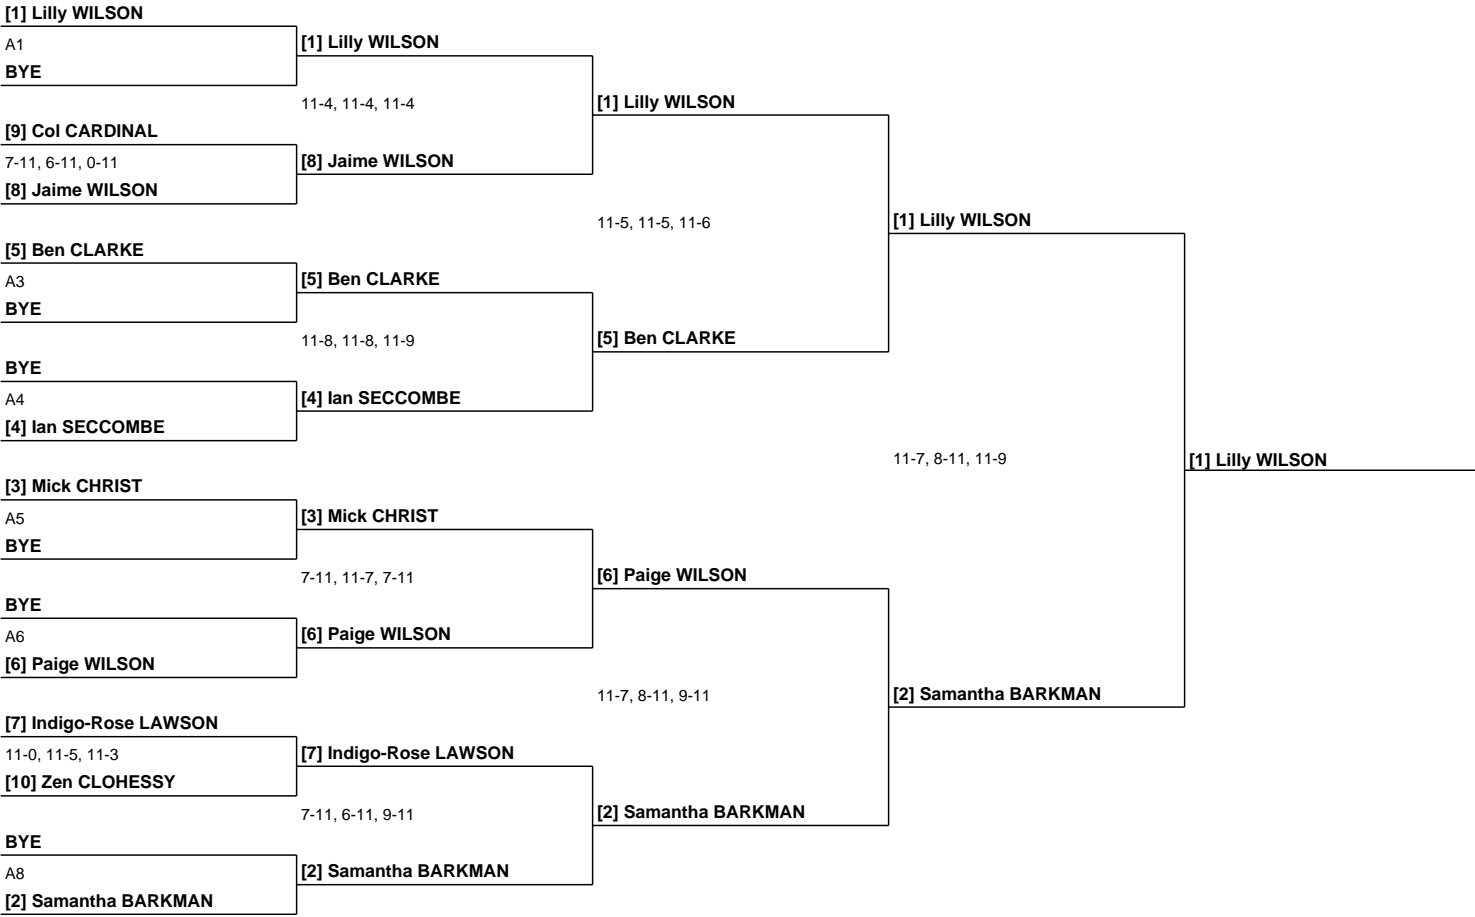 [1] Lilly WILSON
A1
BYE
[9] Col CARDINAL
7-11, 6-11, 0-11
[8] Jaime WILSON
[5] Ben CLARKE
A3
BYE
BYE
A4
[4] Ian SECCOMBE
[3] Mick CHRIST
A5
BYE
BYE
A6
[6] Paige WILSON
[7] Indigo-Rose LAWSON
11-0, 11-5, 11-3
[10] Zen CLOHESSY
BYE
A8
[2] Samantha BARKMAN
[1] Lilly WILSON
11-4, 11-4, 11-4
[8] Jaime WILSON
[5] Ben CLARKE
11-8, 11-8, 11-9
[4] Ian SECCOMBE
[3] Mick CHRIST
7-11, 11-7, 7-11
[6] Paige WILSON
[7] Indigo-Rose LAWSON
7-11, 6-11, 9-11
[2] Samantha BARKMAN
[1] Lilly WILSON
11-5, 11-5, 11-6
[5] Ben CLARKE
[6] Paige WILSON
11-7, 8-11, 9-11
[2] Samantha BARKMAN
[1] Lilly WILSON
11-7, 8-11, 11-9
[2] Samantha BARKMAN
[1] Lilly WILSON